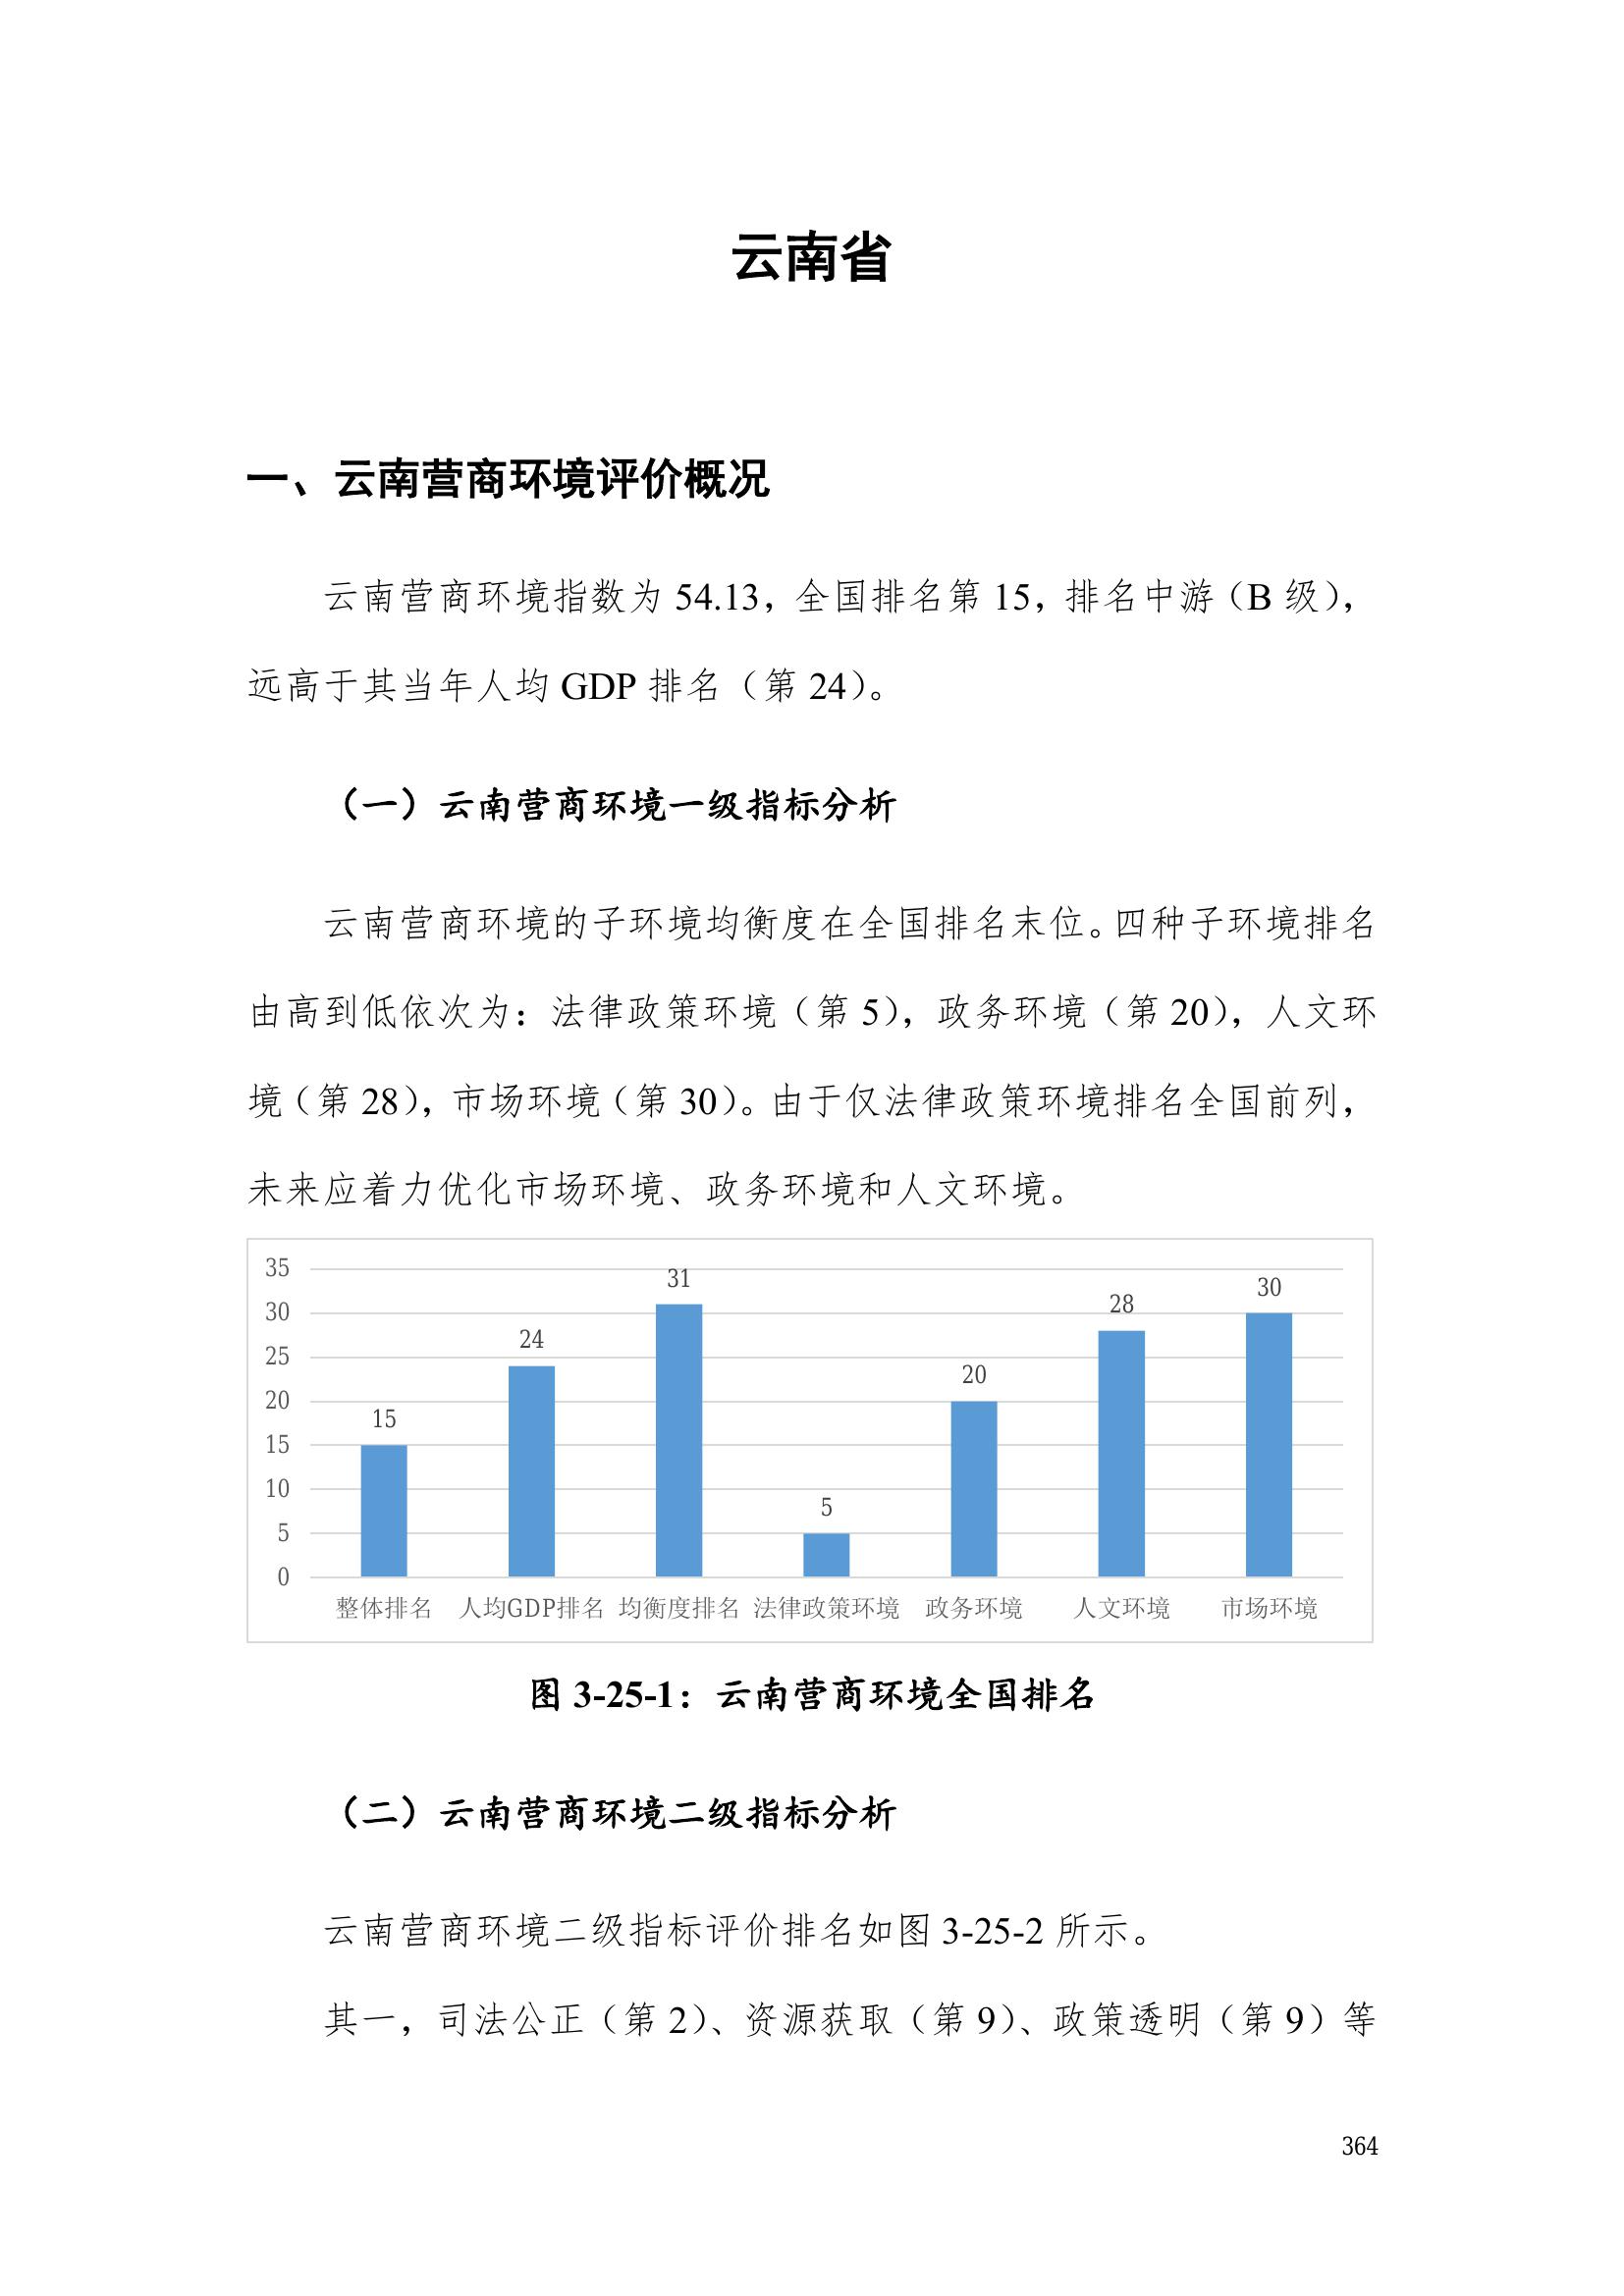 云南省
一、云南营商环境评价概况
云南营商环境指数为 54.13，全国排名第 15，排名中游（B 级），
远高于其当年人均 GDP 排名（第 24）。
（一）云南营商环境一级指标分析
云南营商环境的子环境均衡度在全国排名末位。四种子环境排名
由高到低依次为：法律政策环境（第 5），政务环境（第 20），人文环
境（第 28），市场环境（第 30）。由于仅法律政策环境排名全国前列，
未来应着力优化市场环境、政务环境和人文环境。
35
30
25
20
15
10
5
0
15
24
31
5
20
28
30
整体排名 人均GDP排名 均衡度排名 法律政策环境 政务环境 人文环境 市场环境
图 3-25-1：云南营商环境全国排名
（二）云南营商环境二级指标分析
云南营商环境二级指标评价排名如图 3-25-2 所示。
其一，司法公正（第 2）、资源获取（第 9）、政策透明（第 9）等
364